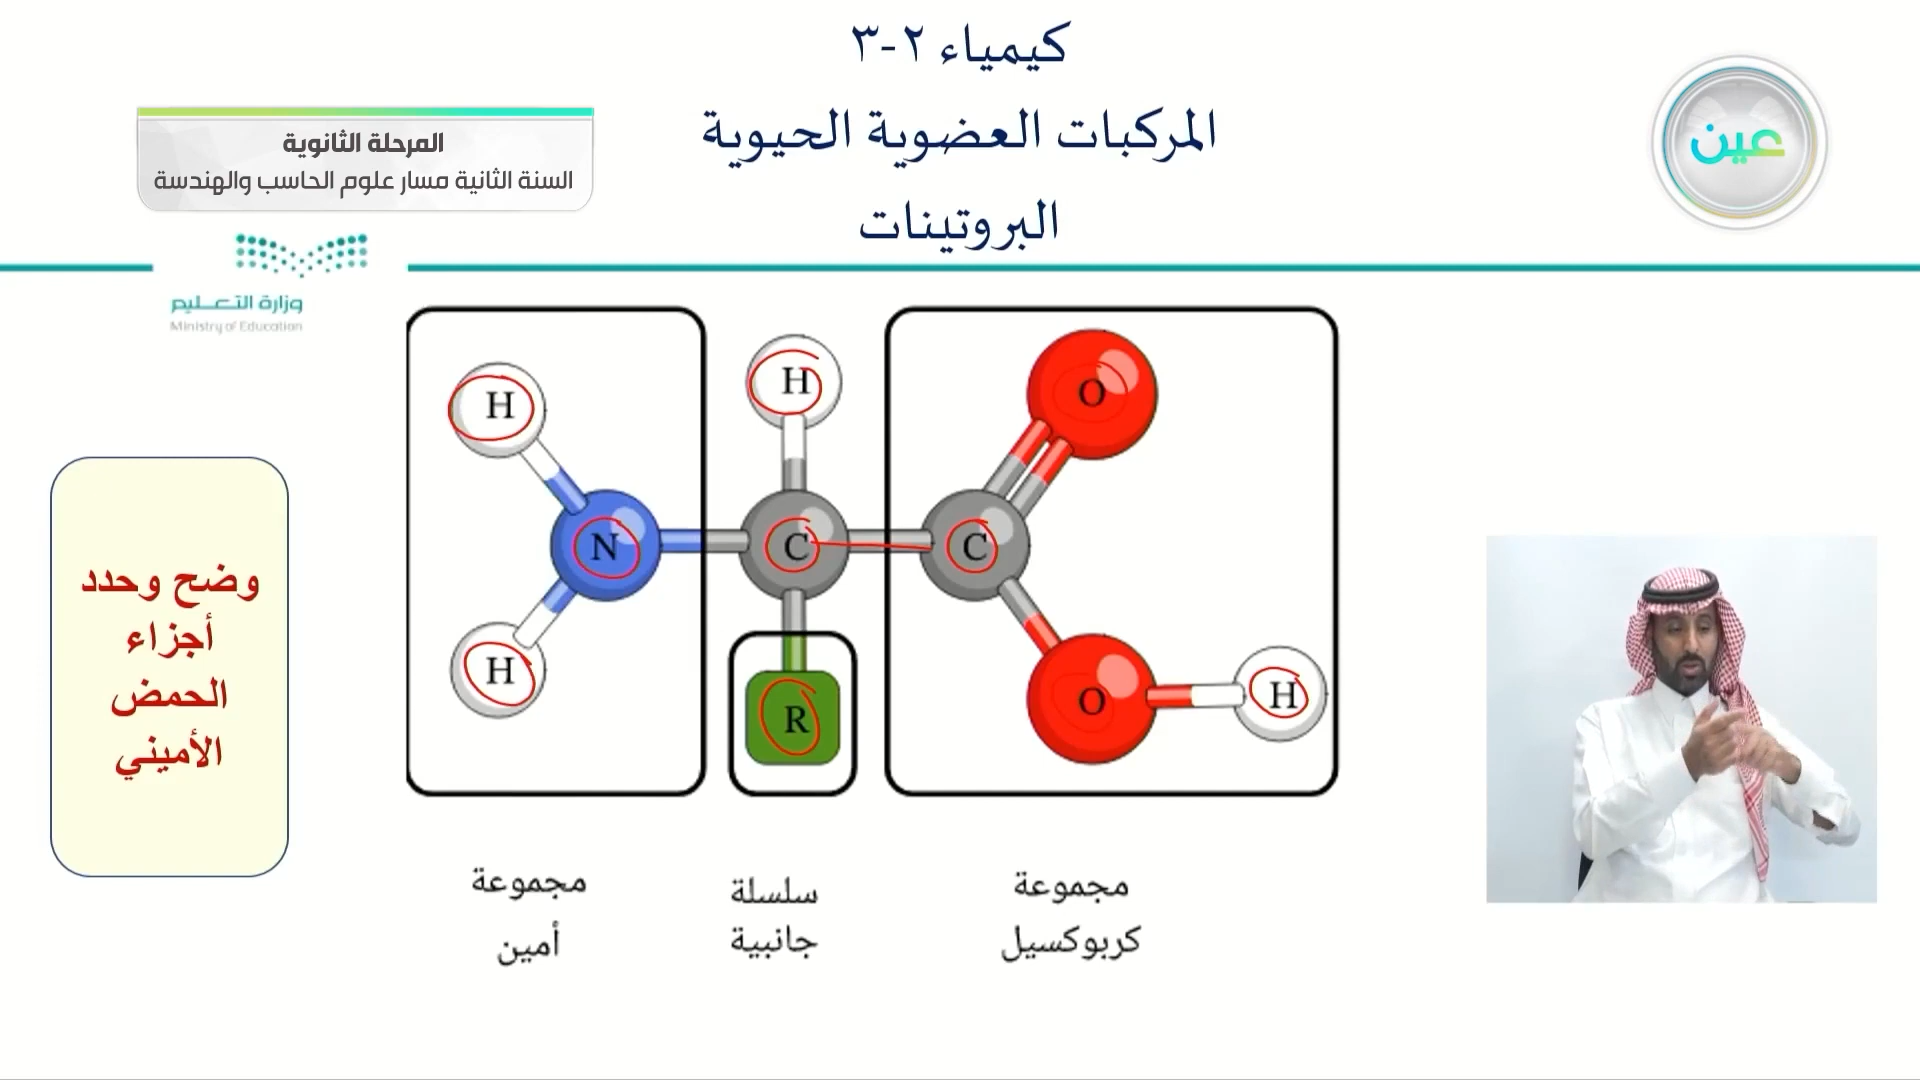 كيمياء ٢-٣
المركبات العضوية الحيوية
البروتينات
عين
المرحلة الثانوية
السنة الثانية مسار علوم الحاسب والهندسة
وزارة التعليم
Ministry of Education
H
H
O
N
C
C
H
R
O
H
وضح وحدد
أجزاء
الحمض
الأميني
مجموعة
كربوكسيل
سلسلة
جانبية
مجموعة
أمين